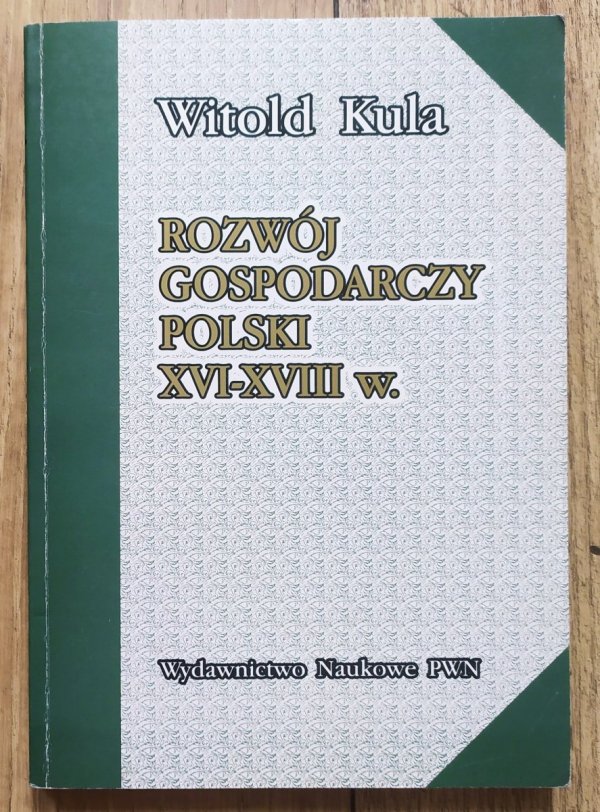 Witold Kula
ROZWÓJ
GOSPODARCZY
POLSKI
XVI-XVIII w.
Wydawnictwo Naukowe PWN